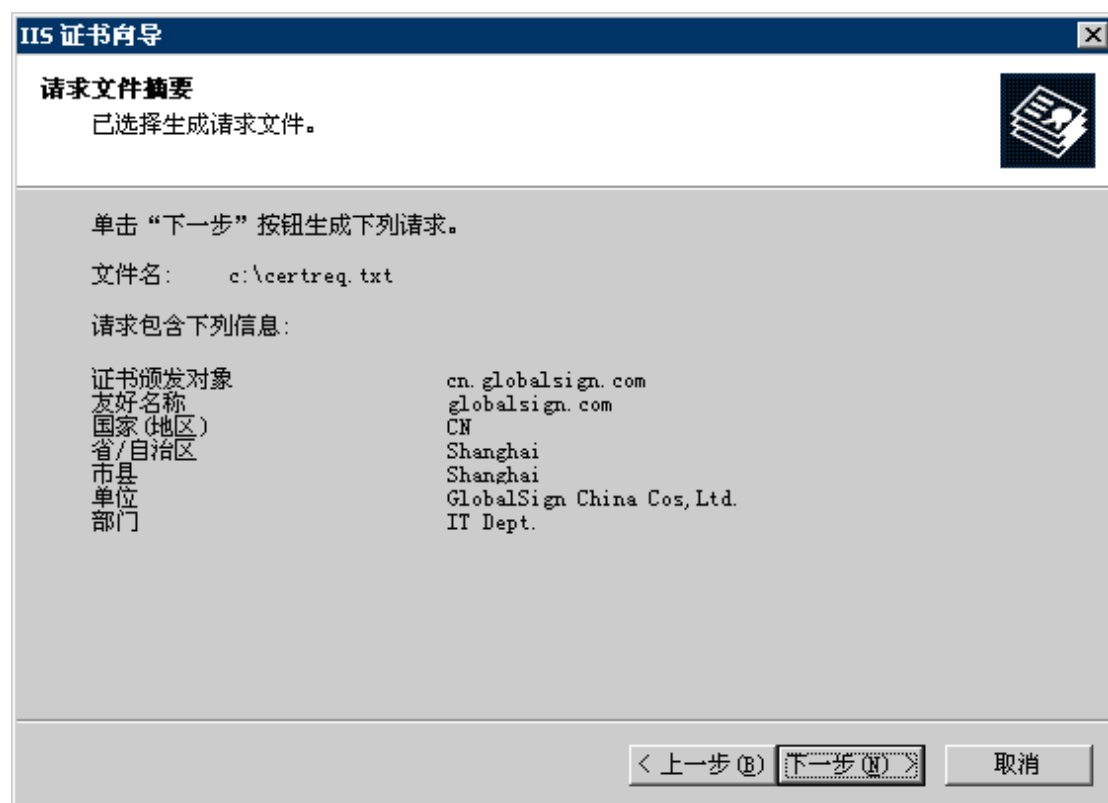 IIS 证书向导
请求文件摘要
已选择生成请求文件。
单击“下一步”按钮生成下列请求。
文件名: c:\certreq.txt
请求包含下列信息:
证书颁发对象 cn.globalsign.com
友好名称 globalsign.com
国家(地区) CN
省/自治区 Shanghai
市县 Shanghai
单位 GlobalSign China Cos,Ltd.
部门 IT Dept.
< 上一步(B) 下一步(N) > 取消